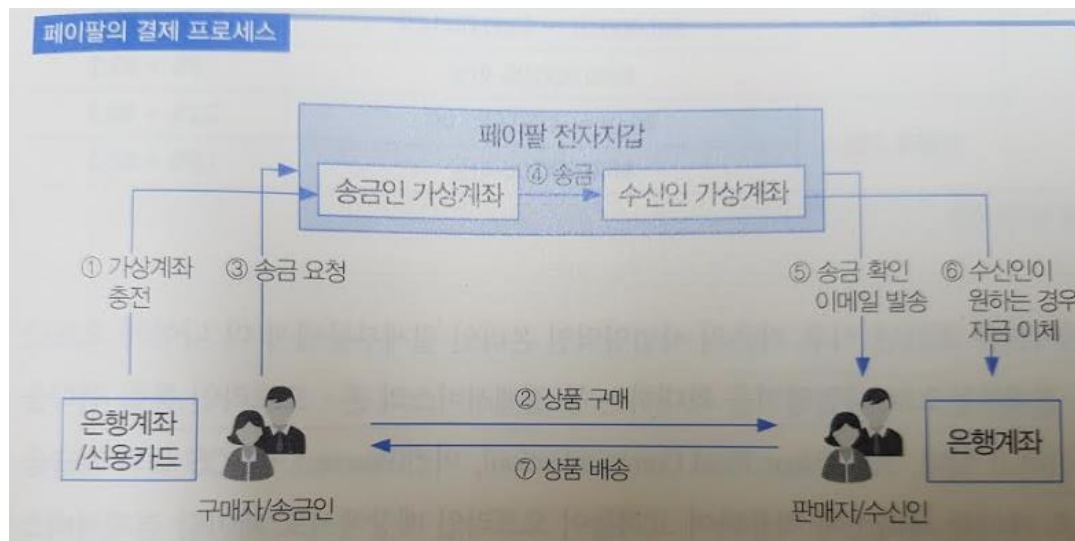 페이팔의 결제 프로세스
페이팔 전자지갑
송금인 가상계좌
④ 송금
수신인 가상계좌
① 가상계좌
충전
③ 송금 요청
⑤ 송금 확인
이메일 발송
⑥ 수신인이
원하는 경우
자금 이체
은행계좌
/신용카드
② 상품 구매
⑦ 상품 배송
은행계좌
구매자/송금인
판매자/수신인